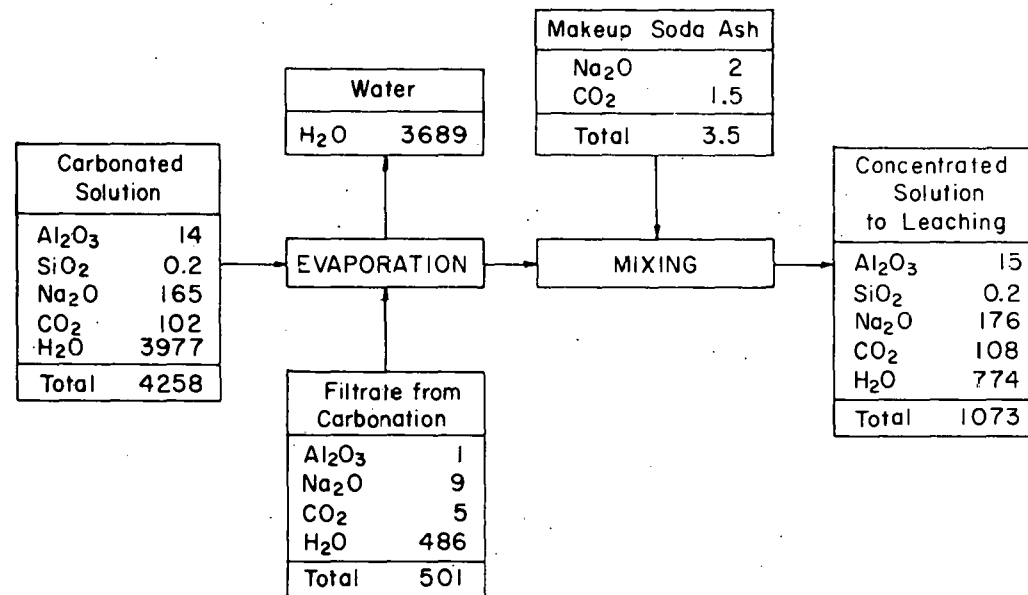 Makeup Soda Ash
Na₂O 2
CO₂ 1.5
Total 3.5
Water
H₂O 3689
Carbonated
Solution
Al₂O₃ 14
SiO₂ 0.2
Na₂O 165
CO₂ 102
H₂O 3977
Total 4258
EVAPORATION
MIXING
Concentrated
Solution
to Leaching
Al₂O₃ 15
SiO₂ 0.2
Na₂O 176
CO₂ 108
H₂O 774
Total 1073
Filtrate from
Carbonation
Al₂O₃ 1
Na₂O 9
CO₂ 5
H₂O 486
Total 501